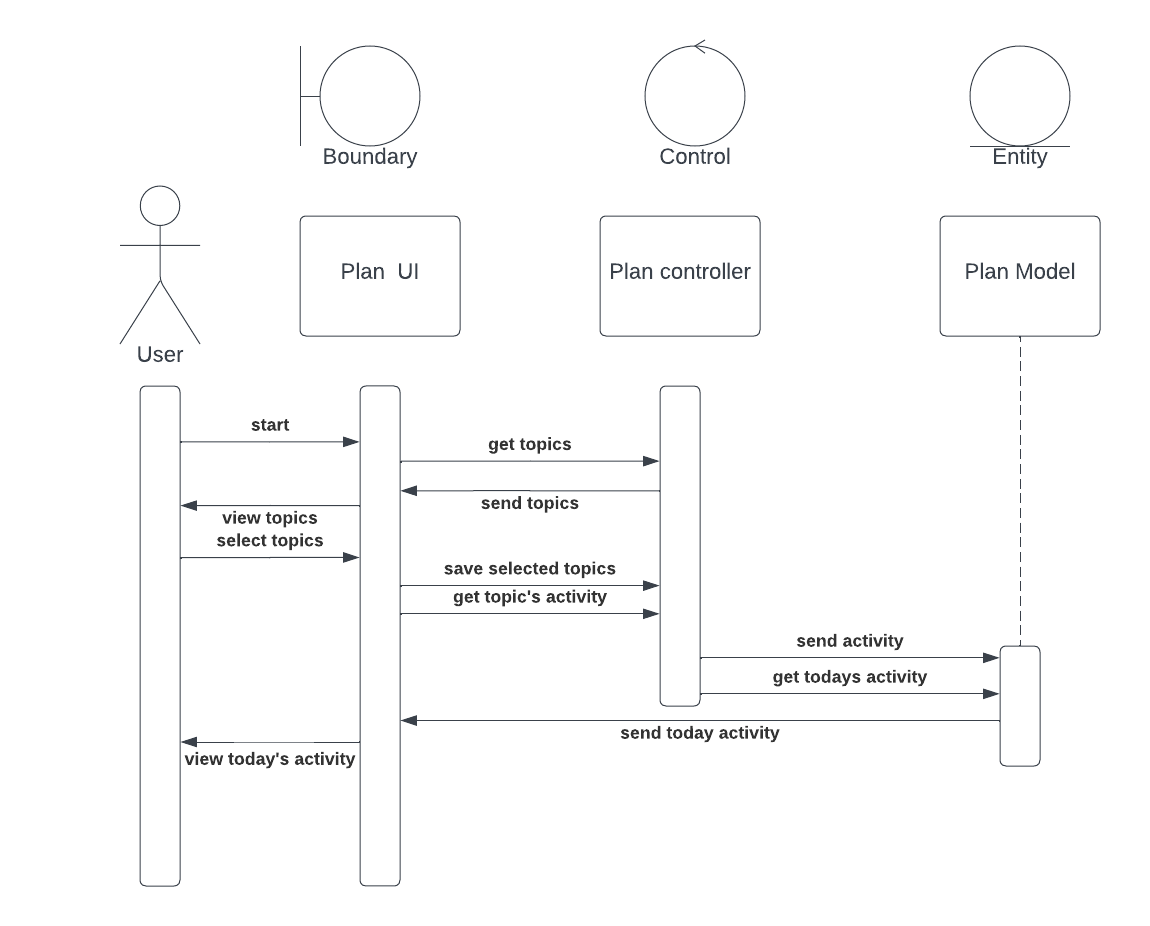 Boundary
Control
Entity
Plan  UI
Plan controller
Plan Model
User
start
get topics
send topics
view topics
select topics
save selected topics
get topic's activity
send activity
get todays activity
send today activity
view today's activity